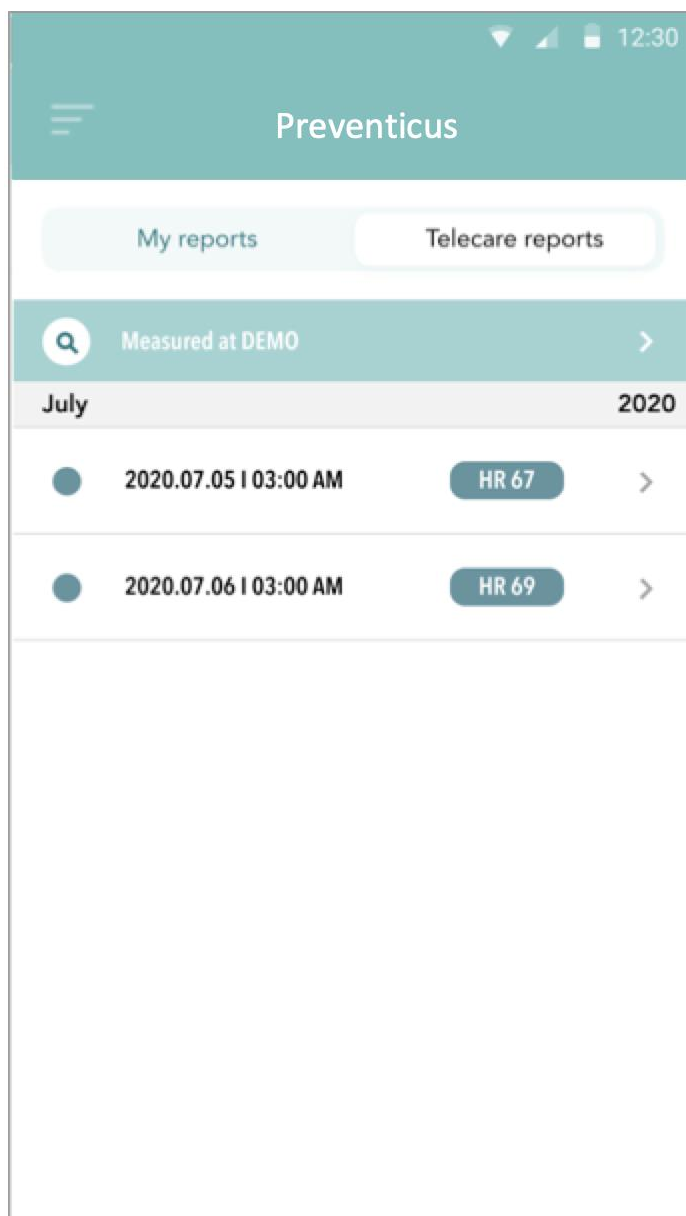 12:30
Preventicus
My reports Telecare reports
Measured at DEMO
July 2020
2020.07.05 I 03:00 AM HR 67
2020.07.06 I 03:00 AM HR 69